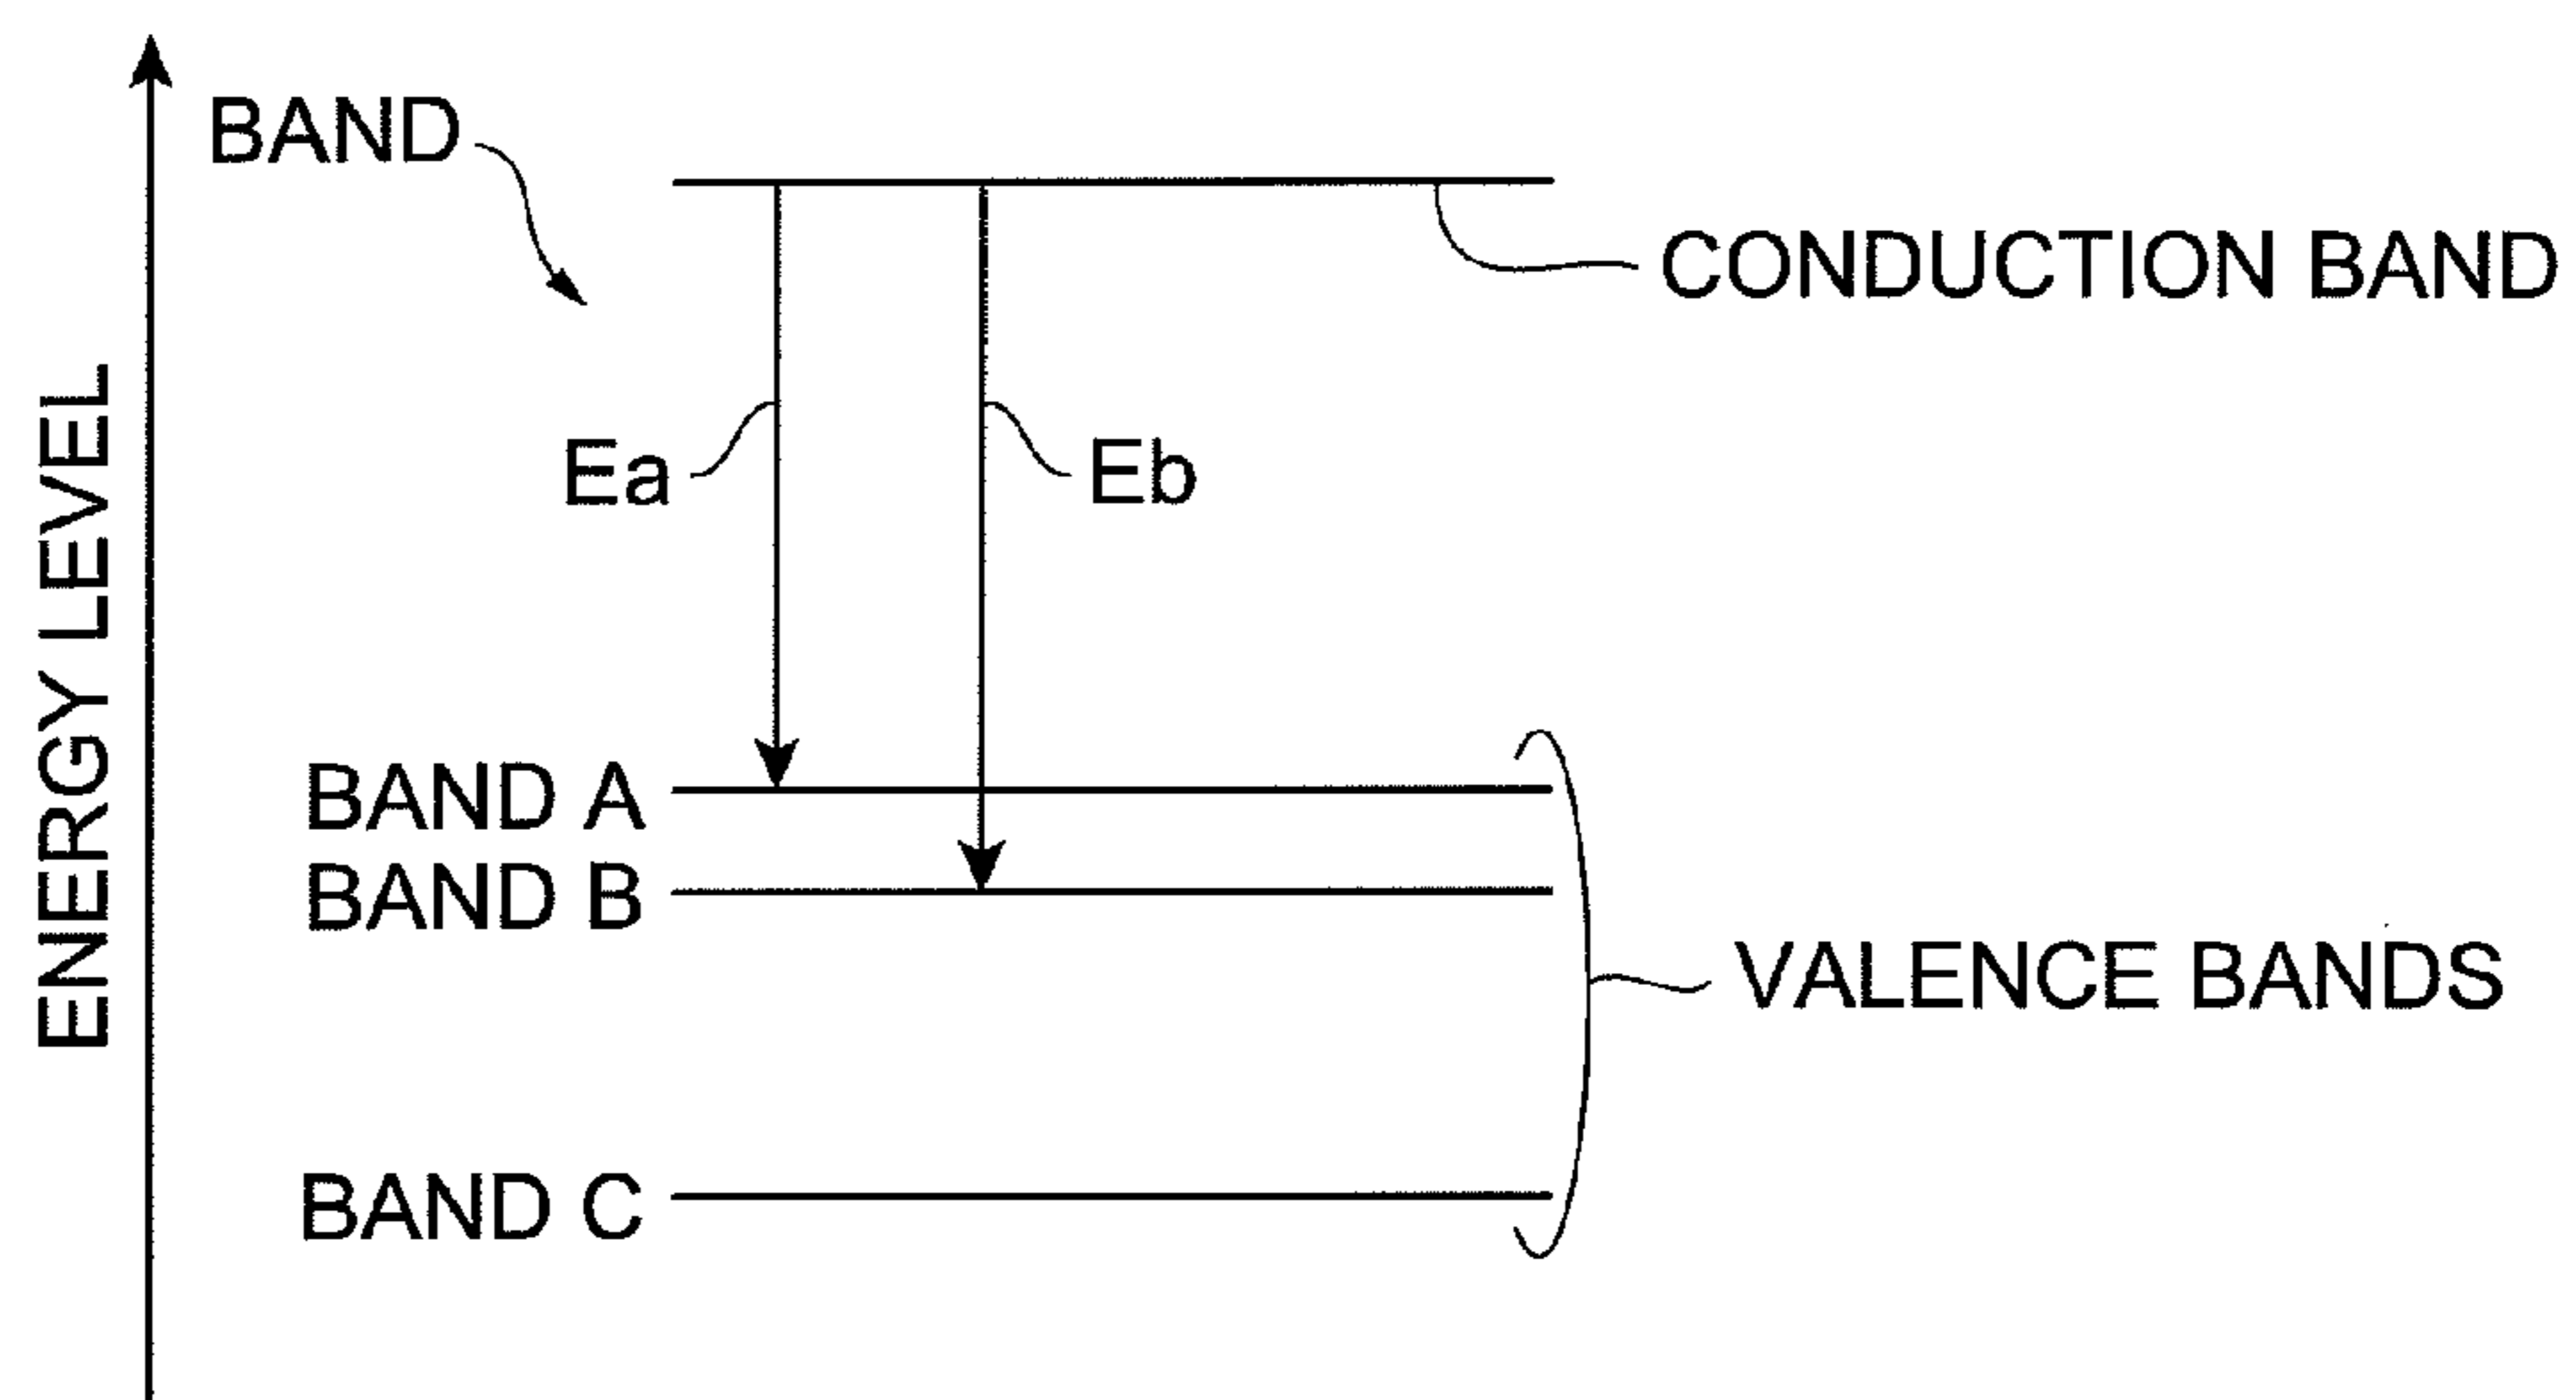 BAND
CONDUCTION BAND
ENERGY LEVEL
Ea
Eb
BAND A
BAND B
VALENCE BANDS
BAND C